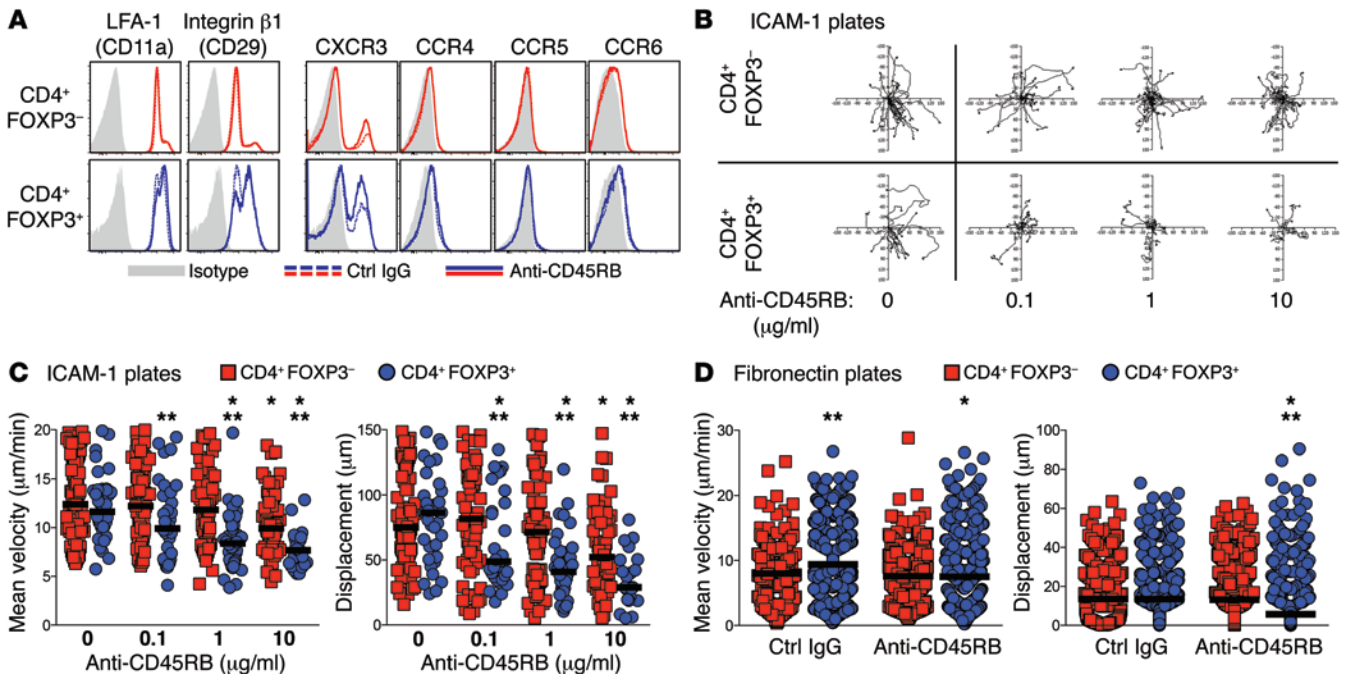 A
LFA-1
(CD11a)
Integrin β1
(CD29)
CXCR3
CCR4
CCR5
CCR6
CD4+
FOXP3−
CD4+
FOXP3+
Isotype
Ctrl IgG
Anti-CD45RB
B ICAM-1 plates
CD4+
FOXP3−
CD4+
FOXP3+
Anti-CD45RB: 0 0.1 1 10
(μg/ml)
C ICAM-1 plates CD4+ FOXP3− CD4+ FOXP3+
* * * * * *
** ** ** ** ** **
Mean velocity (μm/min)
20
15
10
5
0
0 0.1 1 10
Anti-CD45RB (μg/ml)
Displacement (μm)
150
100
50
0
0 0.1 1 10
Anti-CD45RB (μg/ml)
D Fibronectin plates CD4+ FOXP3− CD4+ FOXP3+
** * *
**
Mean velocity (μm/min)
30
20
10
0
Ctrl IgG Anti-CD45RB
Displacement (μm)
100
80
60
40
20
0
Ctrl IgG Anti-CD45RB